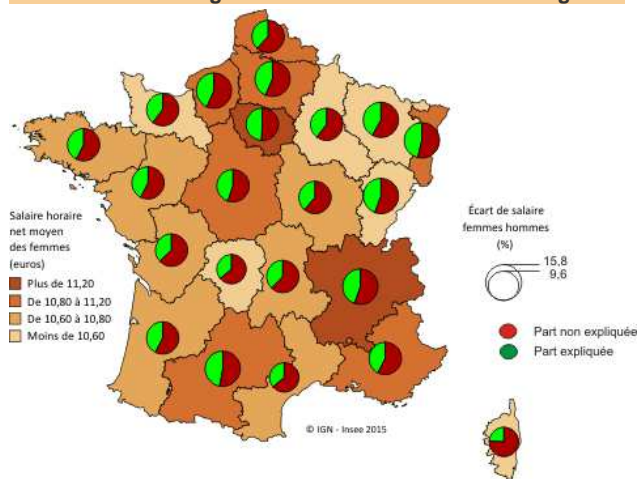 Salaire horaire
net moyen
des femmes
(euros)
Plus de 11,20
De 10,80 à 11,20
De 10,60 à 10,80
Moins de 10,60
Écart de salaire
femmes hommes
(%)
15,8
9,6
Part non expliquée
Part expliquée
© IGN - Insee 2015